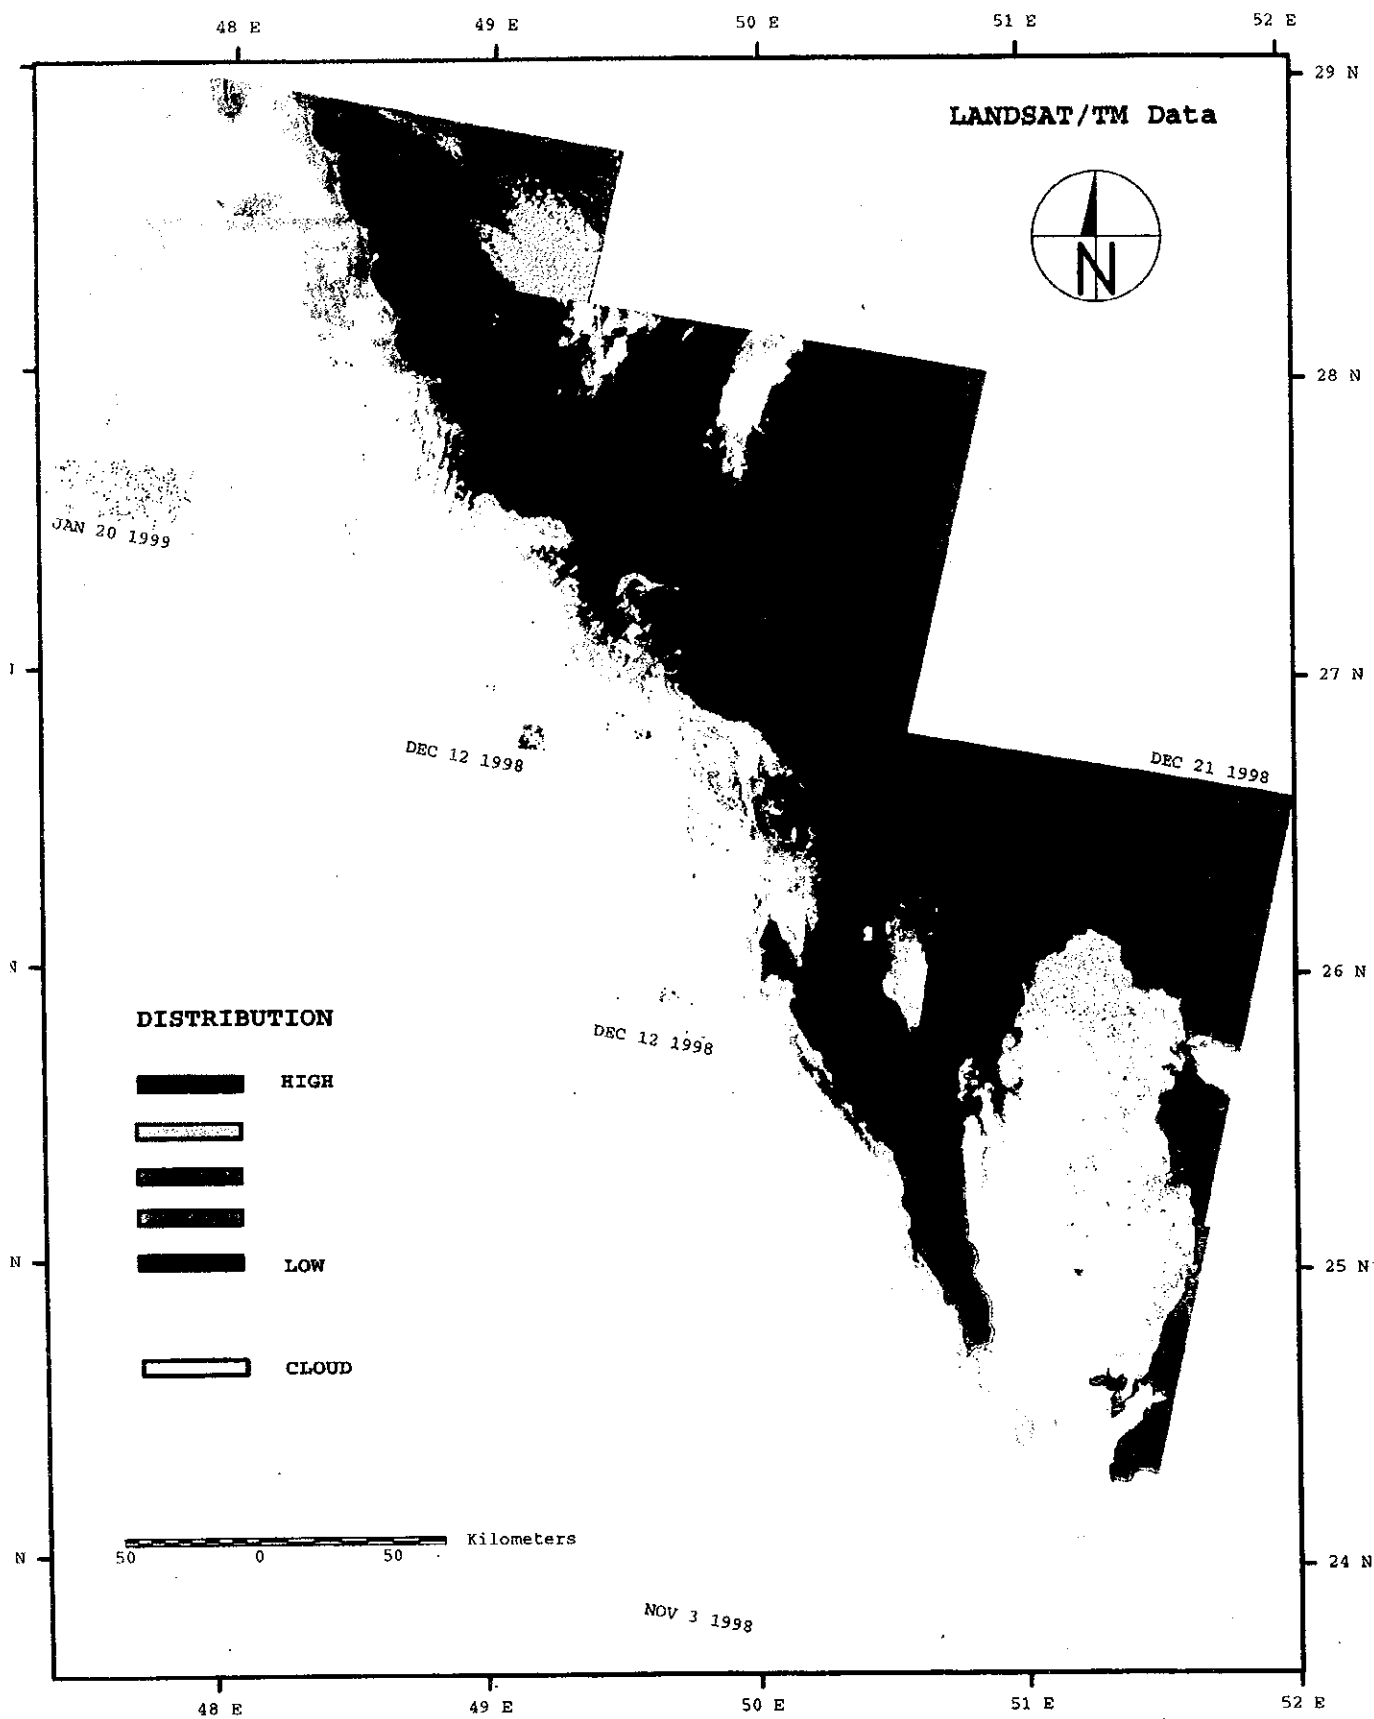 48 E
49 E
50 E
51 E
52 E
29 N
LANDSAT/TM Data
N
28 N
JAN 20 1999
27 N
DEC 12 1998
DEC 21 1998
N
26 N
DISTRIBUTION
DEC 12 1998
HIGH
N
LOW
25 N
CLOUD
Kilometers
50
0
50
N
24 N
NOV 3 1998
48 E
49 E
50 E
51 E
52 E